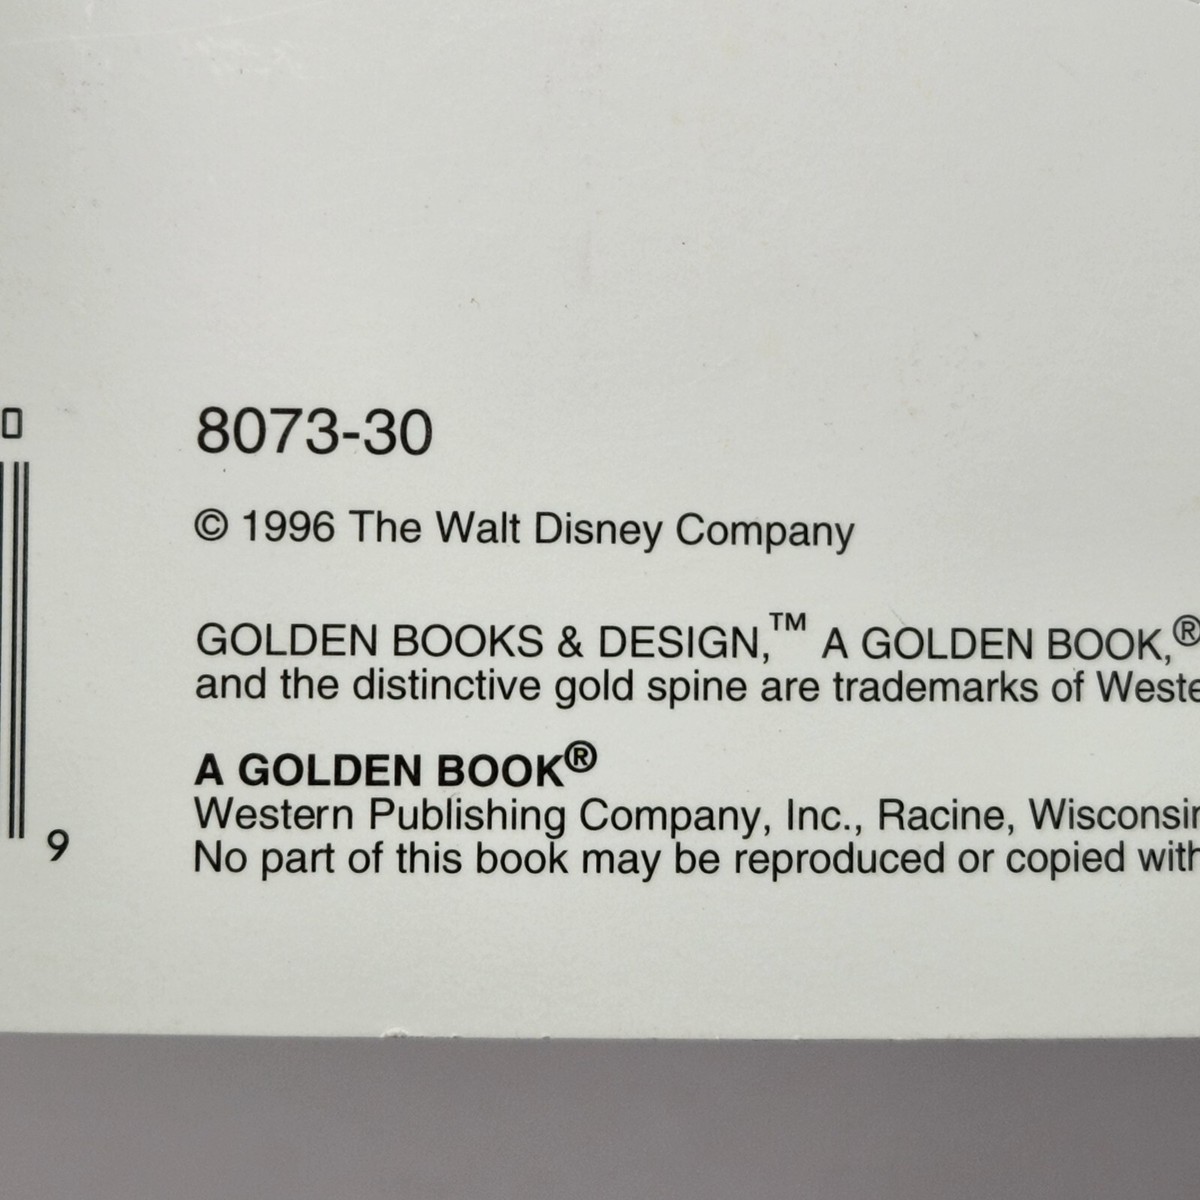 0
8073-30
© 1996 The Walt Disney Company
GOLDEN BOOKS & DESIGN,™ A GOLDEN BOOK,®
and the distinctive gold spine are trademarks of
A GOLDEN BOOK®
Western Publishing Company, Inc., Racine,
No part of this book may be reproduced or copied
9